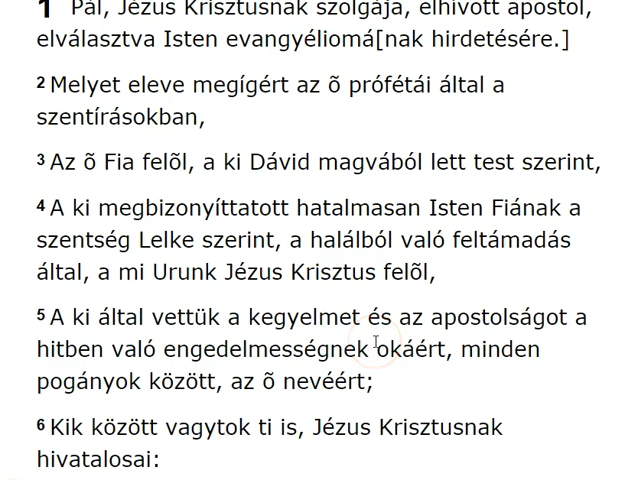 1 Pál, Jézus Krisztusnak szolgája, elhívott apostol,
elválasztva Isten evangyéliomá[nak hirdetésére.]
2 Melyet eleve megígért az õ prófétái által a
szentírásokban,
3 Az õ Fia felõl, a ki Dávid magvából lett test szerint,
4 A ki megbizonyíttatott hatalmasan Isten Fiának a
szentség Lelke szerint, a halálból való feltámadás
által, a mi Urunk Jézus Krisztus felõl,
5 A ki által vettük a kegyelmet és az apostolságot a
hitben való engedelmességnek okáért, minden
pogányok között, az õ nevéért;
6 Kik között vagytok ti is, Jézus Krisztusnak
hivatalosai: